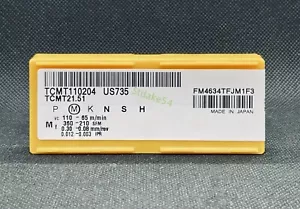 TCMT110204 US735
TCMT21.51
P M K N S H
FM4634TFJM1F3
MADE IN JAPAN
M
vc 110 - 65 m/min
360 - 210 SFM
f 0.30 - 0.08 mm/rev
0.012 - 0.003 IPR